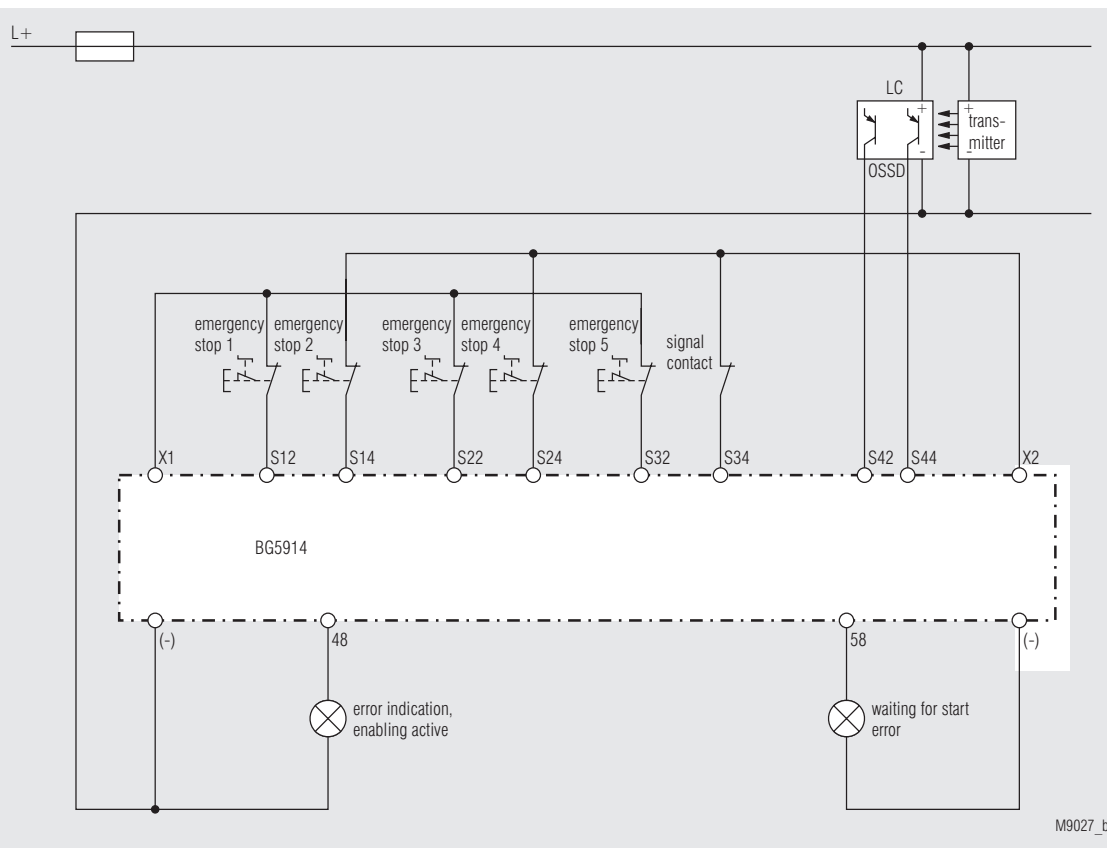 L+
LC
+
+
trans-
mitter
-
-
OSSD
emergency
stop 1
emergency
stop 2
emergency
stop 3
emergency
stop 4
emergency
stop 5
signal
contact
X1
S12
S14
S22
S24
S32
S34
S42
S44
X2
BG5914
(-)
48
58
(-)
error indication,
enabling active
waiting for start
error
M9027_b